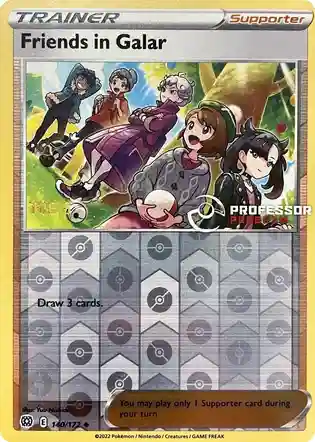 TRAINER
Supporter
Friends in Galar
PROFESSOR
Draw 3 cards.
Illus.
E
140/172
You may play only 1 Supporter card during
your turn
©2022 Pokémon / Nintendo / Creatures / GAME FREAK